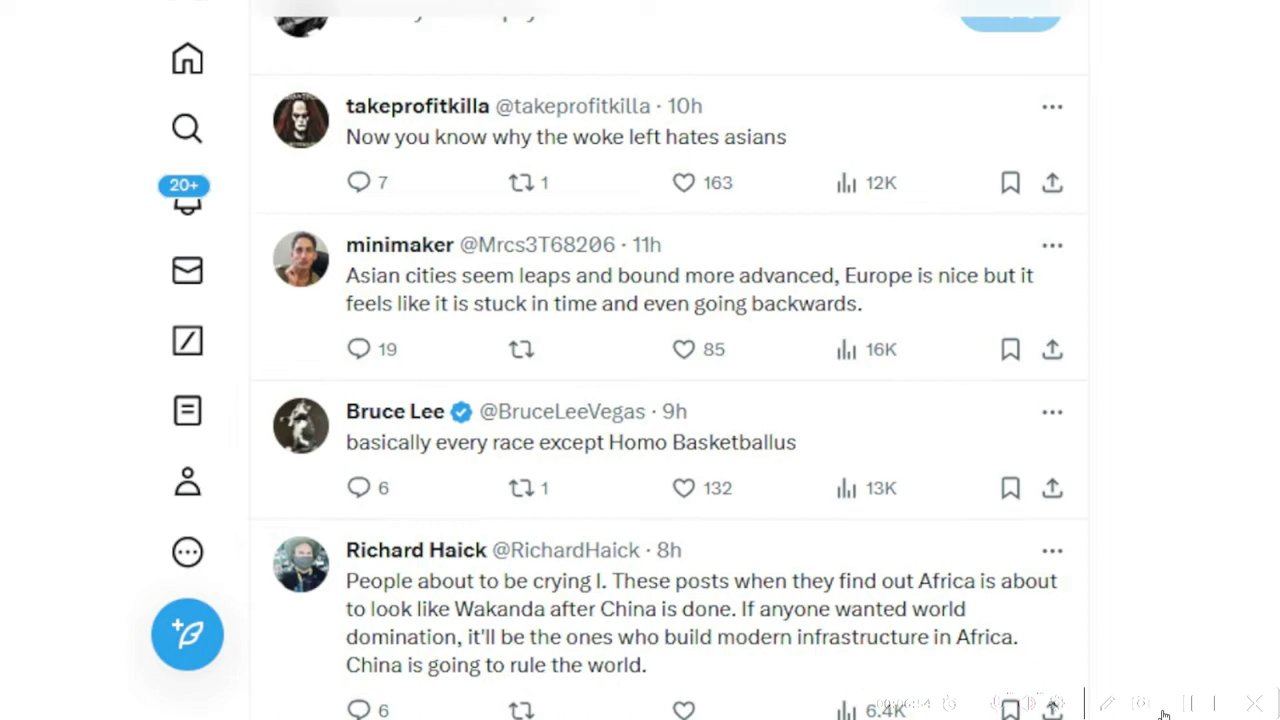 takeprofitkilla @takeprofitkilla · 10h
Now you know why the woke left hates asians
7 1 163 12K
20+
minimaker @Mrcs3T68206 · 11h
Asian cities seem leaps and bound more advanced, Europe is nice but it
feels like it is stuck in time and even going backwards.
19 85 16K
Bruce Lee @BruceLeeVegas · 9h
basically every race except Homo Basketballus
6 1 132 13K
Richard Haick @RichardHaick · 8h
People about to be crying I. These posts when they find out Africa is about
to look like Wakanda after China is done. If anyone wanted world
domination, it'll be the ones who build modern infrastructure in Africa.
China is going to rule the world.
6 6.4K